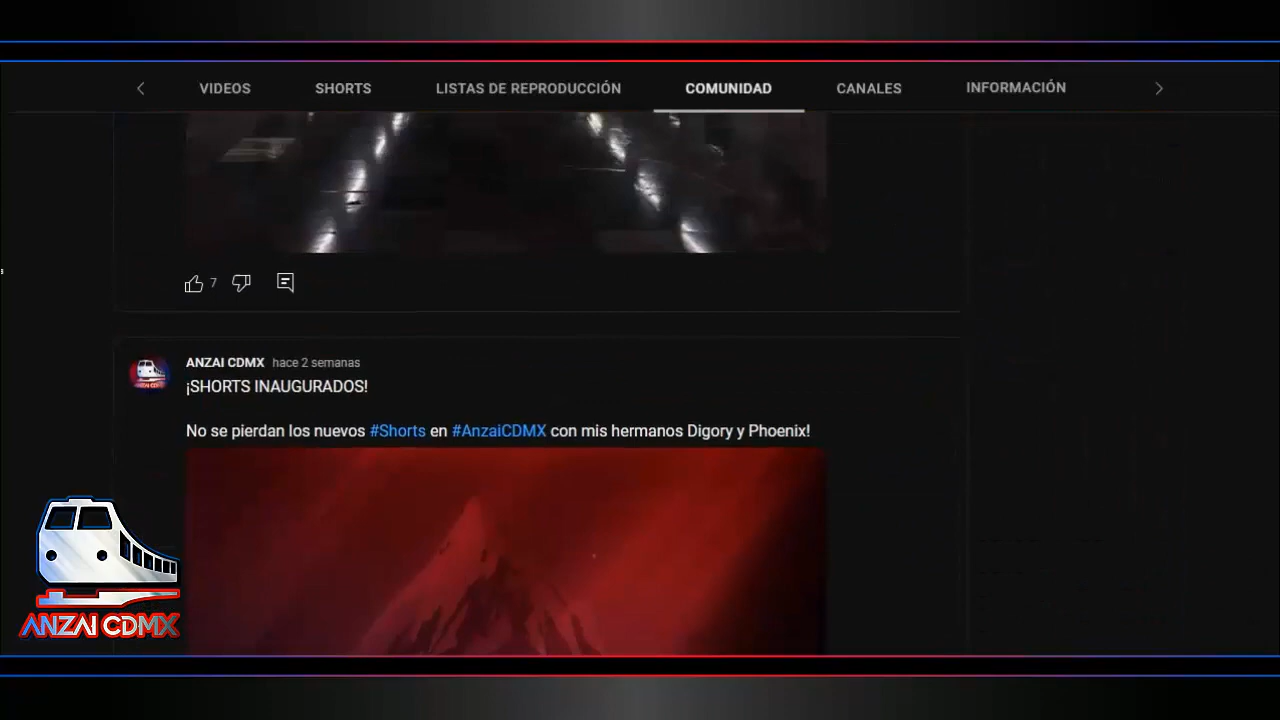 VIDEOS SHORTS LISTAS DE REPRODUCCIÓN COMUNIDAD CANALES INFORMACIÓN
7
ANZAI CDMX hace 2 semanas
¡SHORTS INAUGURADOS!
No se pierdan los nuevos #Shorts en #AnzaiCDMX con mis hermanos Digory y Phoenix!
ANZAI CDMX